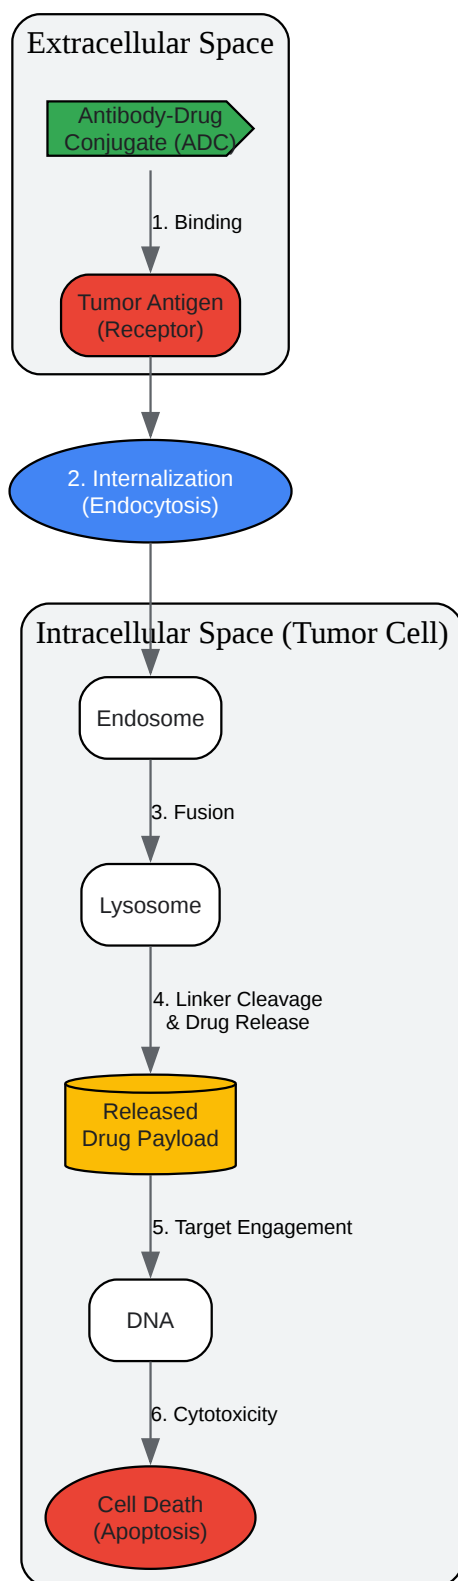 Extracellular Space
Antibody-Drug
Conjugate (ADC)
1. Binding
Tumor Antigen
(Receptor)
2. Internalization
(Endocytosis)
Intracellular Space (Tumor Cell)
Endosome
3. Fusion
Lysosome
4. Linker Cleavage
& Drug Release
Released
Drug Payload
5. Target Engagement
DNA
6. Cytotoxicity
Cell Death
(Apoptosis)